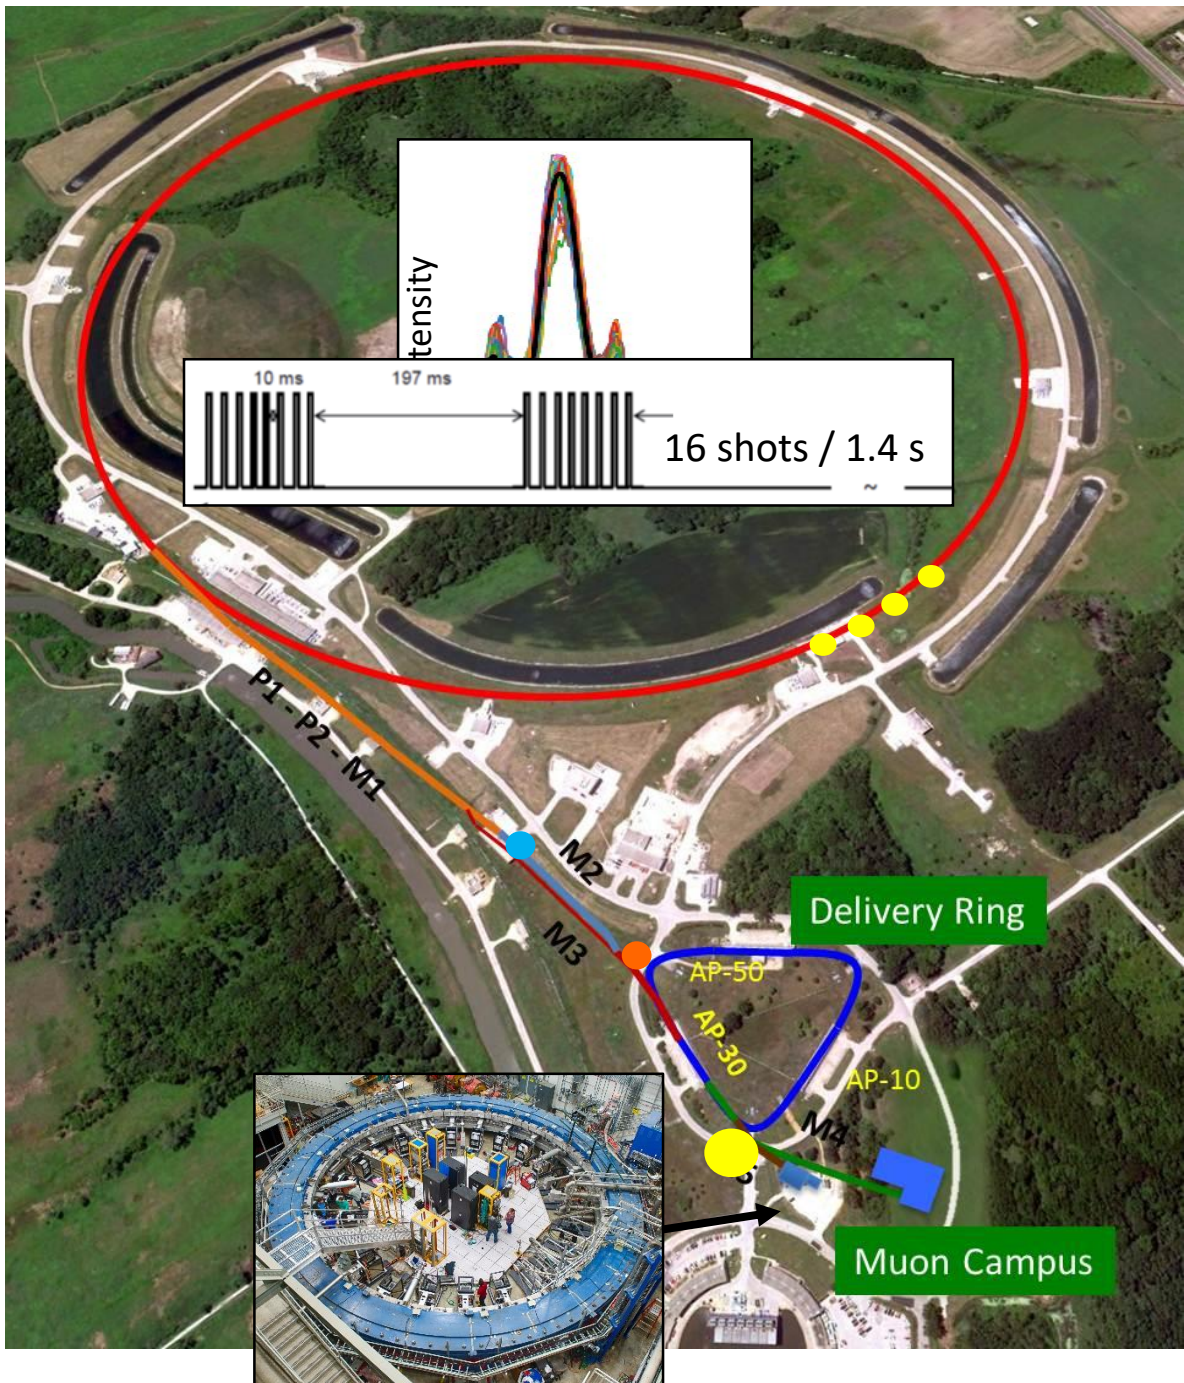 tensity
10 ms
197 ms
16 shots / 1.4 s
P1 - P2 - M1
M2
M3
Delivery Ring
AP-50
AP-30
AP-10
M4
Muon Campus